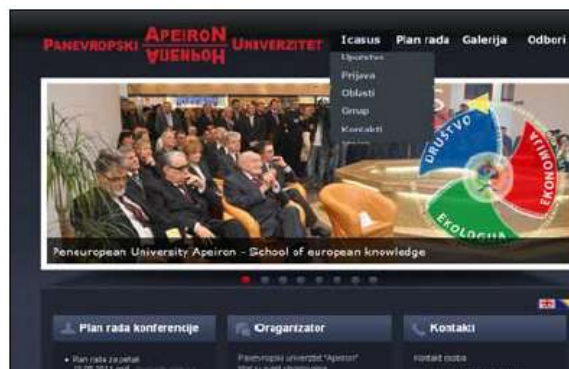 PANEVROPSKI APEIRON UNIVERZITET
Icasus Plan rada Galerija Odbori
Uputstvo
Prijava
Oblasti
Gmap
Kontakti
DRUŠTVO
EKONOMIJA
EKOLOGIJA
Peneuropean University Apeiron - School of european knowledge
Plan rada konferencije
Oragarizator
Kontakti
Plan rada za petak
Panevropski univerzitet "Apeiron"
Kontakt osoba